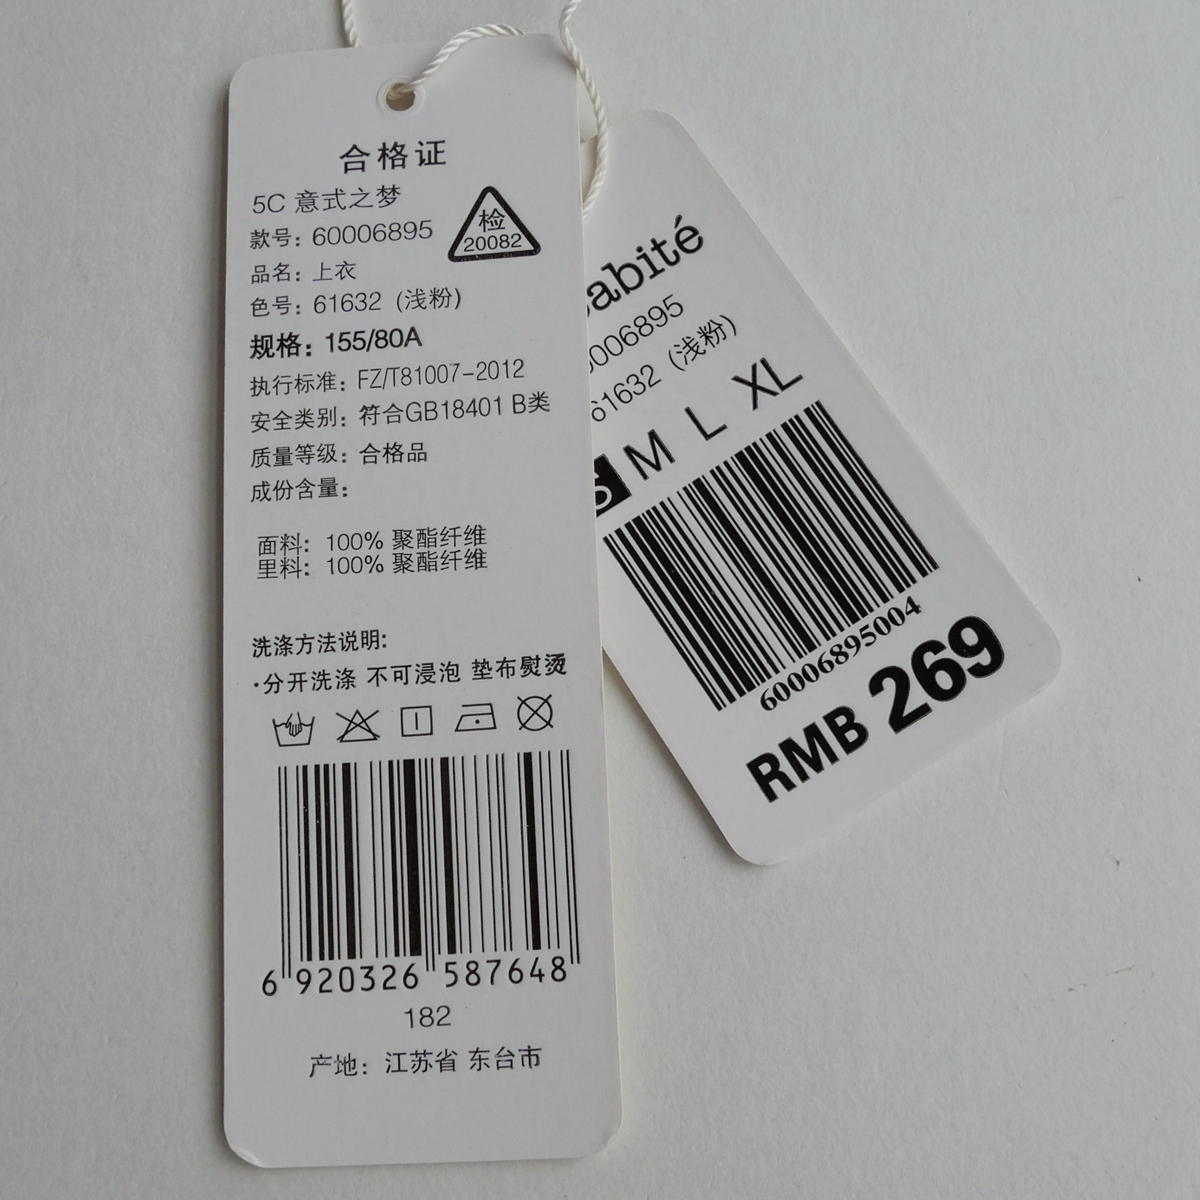 合格证
5C 意式之梦
检
20082
款号: 60006895
品名: 上衣
色号: 61632 (浅粉)
规格: 155/80A
执行标准: FZ/T81007-2012
安全类别: 符合GB18401 B类
质量等级: 合格品
成份含量:
面料: 100% 聚酯纤维
里料: 100% 聚酯纤维
洗涤方法说明:
·分开洗涤 不可浸泡 垫布熨烫
6 920326 587648
182
产地: 江苏省 东台市
abité
006895
61632 (浅粉)
S M L XL
60006895004
RMB 269